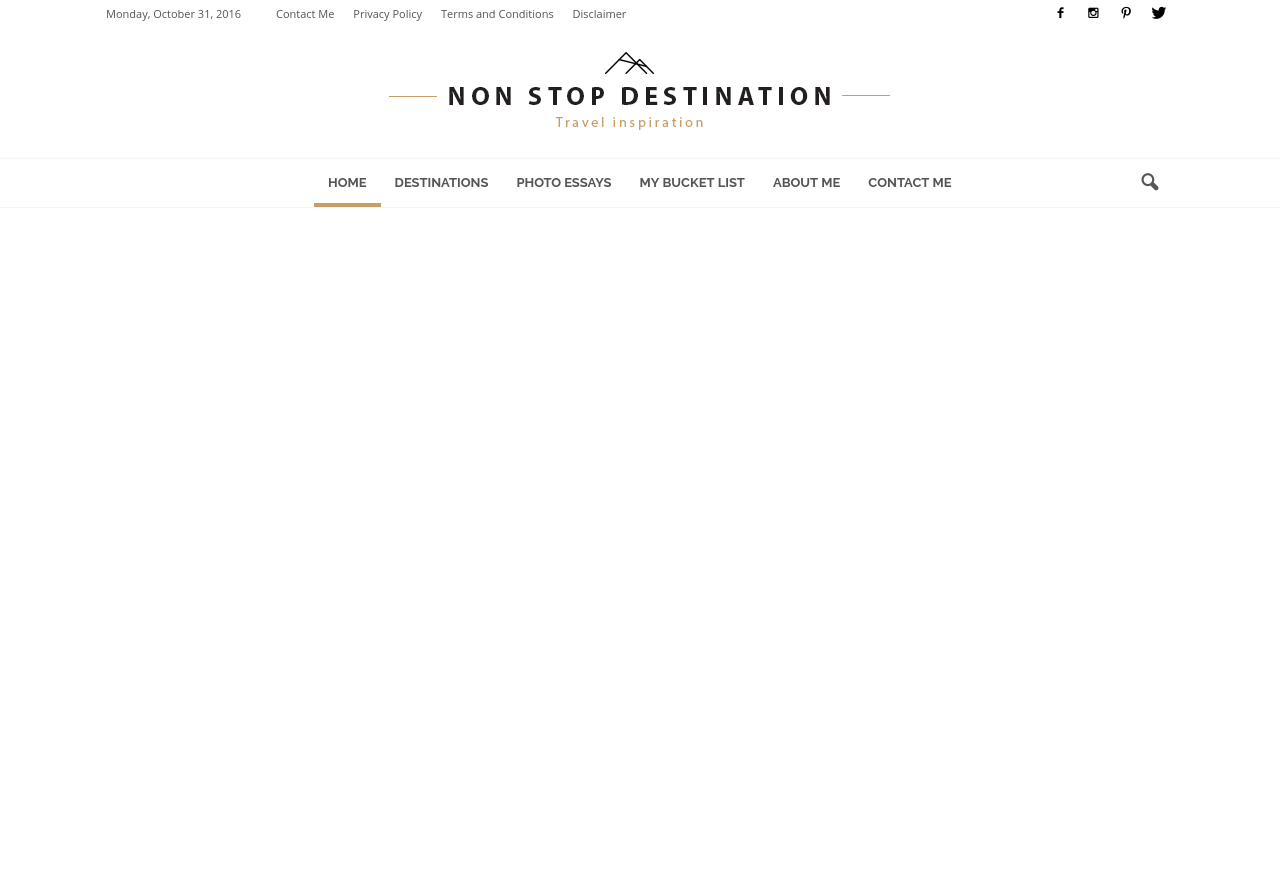 Monday, October 31, 2016 Contact Me Privacy Policy Terms and Conditions Disclaimer
NON STOP DESTINATION
Travel inspiration
HOME DESTINATIONS PHOTO ESSAYS MY BUCKET LIST ABOUT ME CONTACT ME